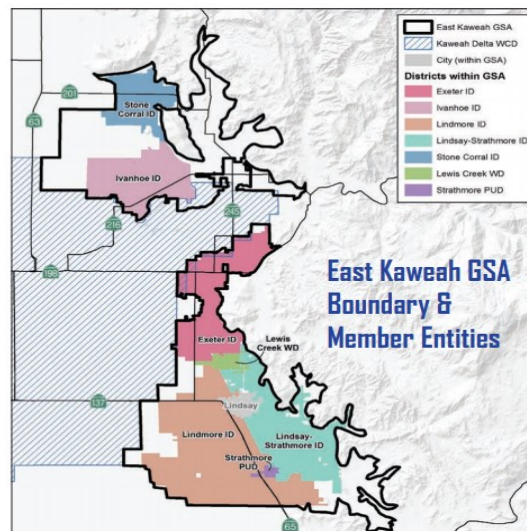 East Kaweah GSA
Kaweah Delta WCD
City (within GSA)
Districts within GSA
Exeter ID
Ivanhoe ID
Lindmore ID
Lindsay-Strathmore ID
Stone Corral ID
Lewis Creek WD
Strathmore PUD
201
Stone
Corral ID
63
Ivanhoe ID
216
245
198
East Kaweah GSA
Boundary &
Member Entities
Exeter ID
Lewis
Creek WD
137
Lindsay
Lindmore ID
Lindsay-
Strathmore ID
Strathmore
PUD
65